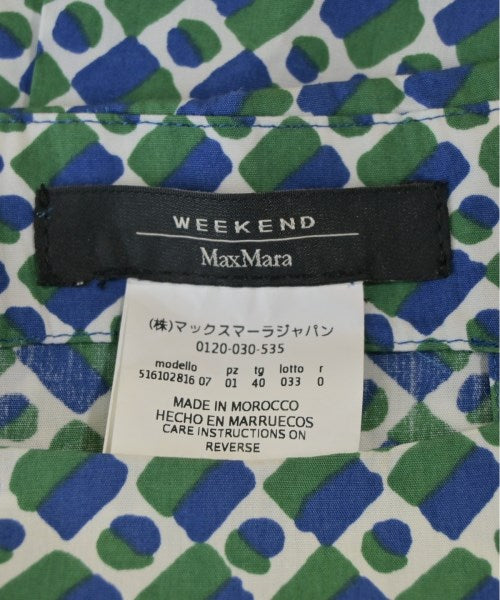 WEEKEND
MaxMara
(株)マックスマーラジャパン
0120-030-535
modello pz tg lotto r
516102816 07 01 40 033 0
MADE IN MOROCCO
HECHO EN MARRUECOS
CARE INSTRUCTIONS ON
REVERSE